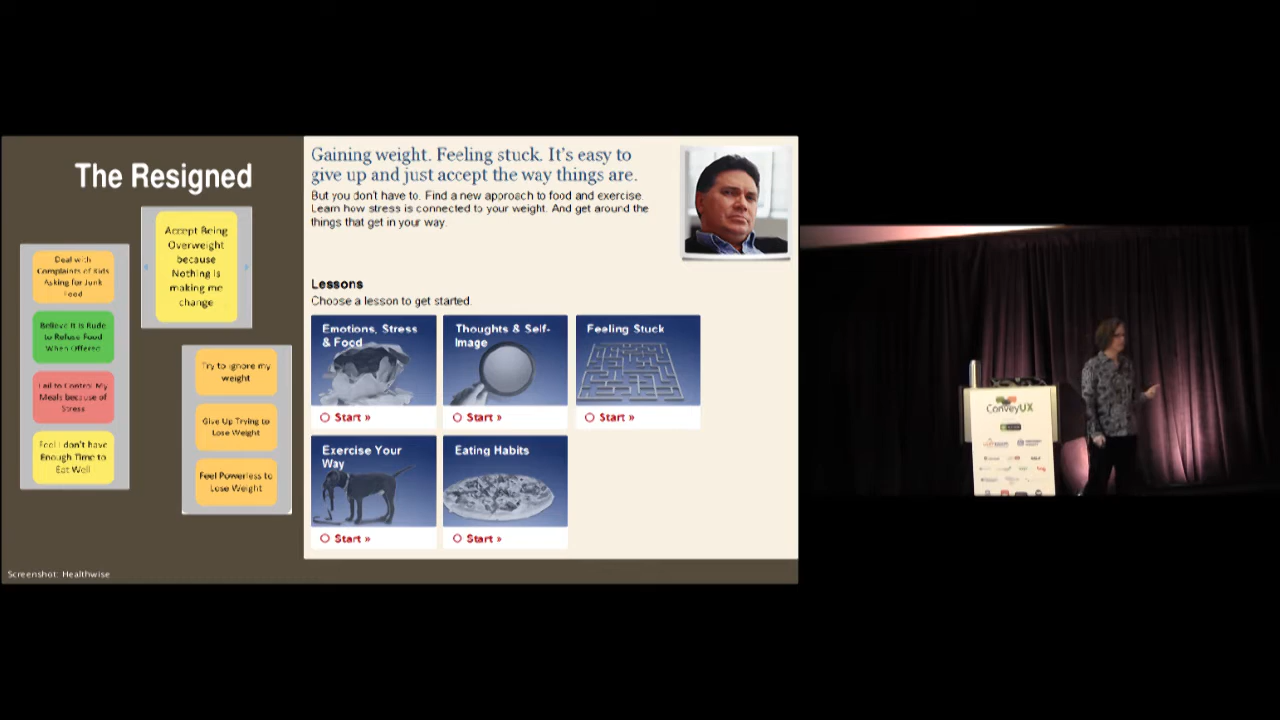 The Resigned
Accept Being
Overweight
because
Nothing is
making me
change
Deal with
Complaints of Kids
Asking for Junk
Food
Believe It Is Rude
to Refuse Food
When Offered
Fail to Control My
Meals because of
Stress
Feel I don't have
Enough Time to
Eat Well
Try to ignore my
weight
Give Up Trying to
Lose Weight
Feel Powerless to
Lose Weight
Screenshot: Healthwise
Gaining weight. Feeling stuck. It's easy to
give up and just accept the way things are.
But you don't have to. Find a new approach to food and exercise.
Learn how stress is connected to your weight. And get around the
things that get in your way.
Lessons
Choose a lesson to get started.
Emotions, Stress
& Food
Start »
Thoughts & Self-
Image
Start »
Feeling Stuck
Start »
Exercise Your
Way
Start »
Eating Habits
Start »
ConveyUX